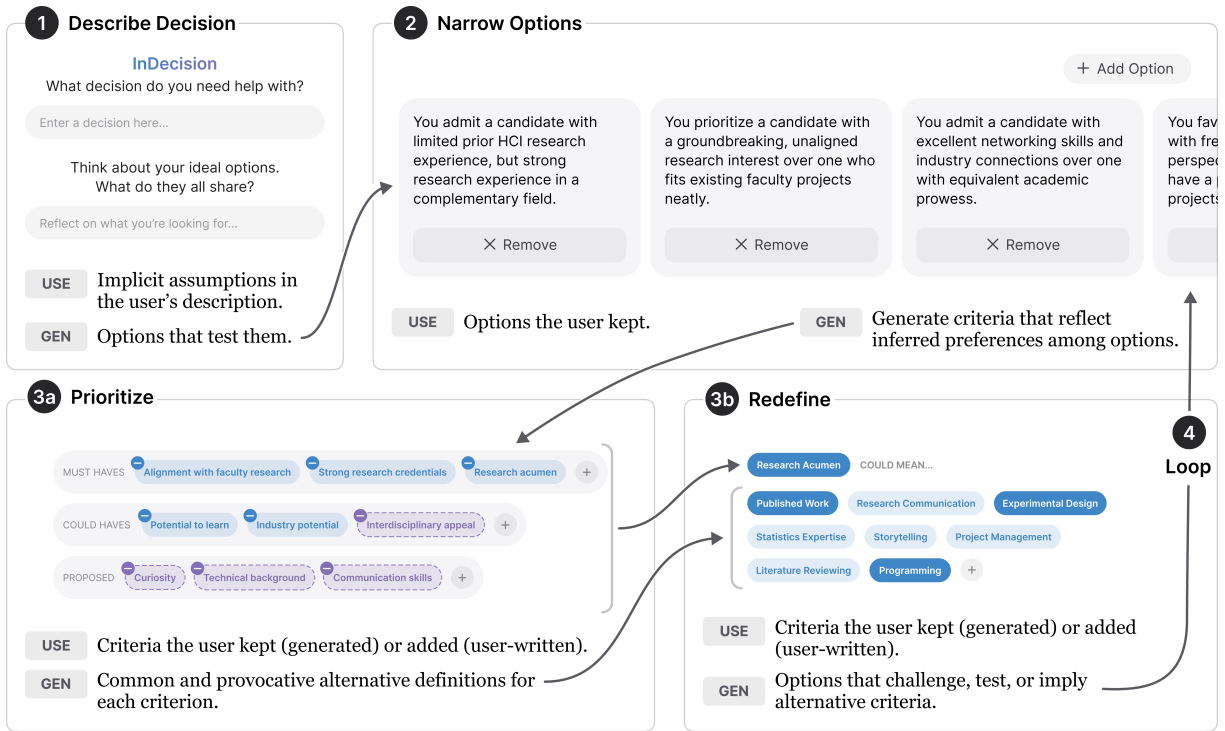 1 Describe Decision
InDecision
What decision do you need help with?
Enter a decision here...
Think about your ideal options.
What do they all share?
Reflect on what you're looking for...
USE Implicit assumptions in
the user's description.
GEN Options that test them.
2 Narrow Options
+ Add Option
You admit a candidate with
limited prior HCI research
experience, but strong
research experience in a
complementary field.
× Remove
You prioritize a candidate with
a groundbreaking, unaligned
research interest over one who
fits existing faculty projects
neatly.
× Remove
You admit a candidate with
excellent networking skills and
industry connections over one
with equivalent academic
prowess.
× Remove
You fav
with fre
perspec
have a p
projects
USE Options the user kept.
GEN Generate criteria that reflect
inferred preferences among options.
3a Prioritize
MUST HAVES Alignment with faculty research Strong research credentials Research acumen +
COULD HAVES Potential to learn Industry potential Interdisciplinary appeal +
PROPOSED Curiosity Technical background Communication skills +
USE Criteria the user kept (generated) or added (user-written).
GEN Common and provocative alternative definitions for
each criterion.
3b Redefine
Research Acumen COULD MEAN...
Published Work Research Communication Experimental Design
Statistics Expertise Storytelling Project Management
Literature Reviewing Programming +
USE Criteria the user kept (generated) or added
(user-written).
GEN Options that challenge, test, or imply
alternative criteria.
4
Loop